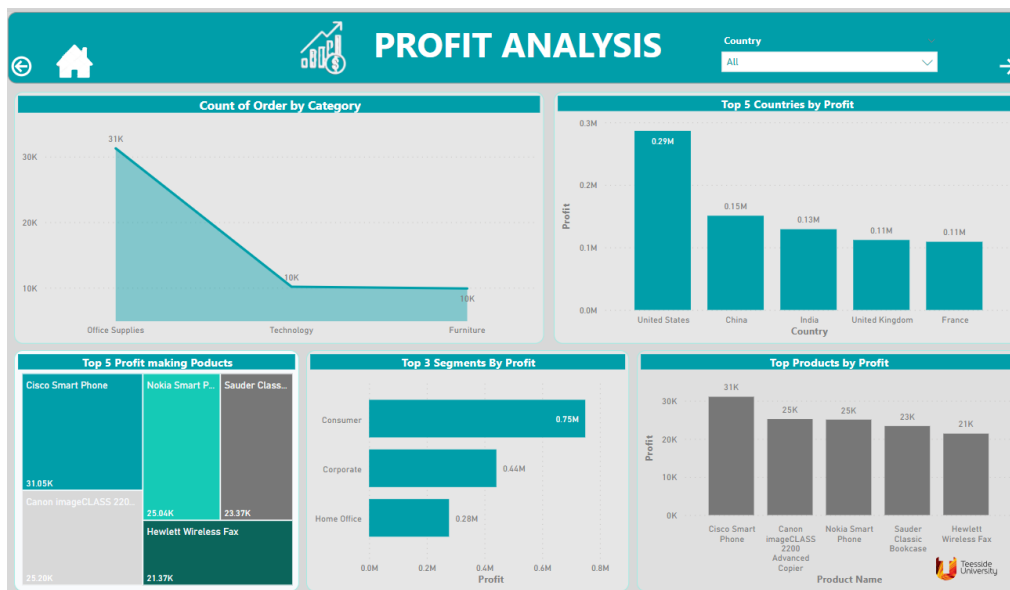 PROFIT ANALYSIS
Country
All
Count of Order by Category
31K
30K
20K
10K
10K
10K
Office Supplies
Technology
Furniture
Top 5 Countries by Profit
Profit
0.3M
0.2M
0.1M
0.0M
0.29M
0.15M
0.13M
0.11M
0.11M
United States
China
India
United Kingdom
France
Country
Top 5 Profit making Poducts
Cisco Smart Phone
31.05K
Nokia Smart P...
25.04K
Sauder Class...
23.37K
Canon imageCLASS 220...
25.20K
Hewlett Wireless Fax
21.37K
Top 3 Segments By Profit
Consumer
0.75M
Corporate
0.44M
Home Office
0.28M
0.0M
0.2M
0.4M
0.6M
0.8M
Profit
Top Products by Profit
Profit
30K
20K
10K
0K
31K
25K
25K
23K
21K
Cisco Smart
Phone
Canon
imageCLASS
2200
Advanced
Copier
Nokia Smart
Phone
Sauder
Classic
Bookcase
Hewlett
Wireless Fax
Product Name
Teesside
University